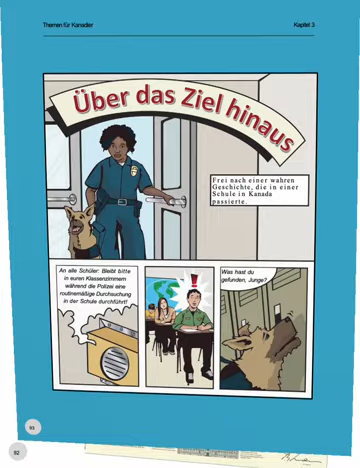 Themen für Kanadier
Kapitel 3
Über das Ziel hinaus
Frei nach einer wahren
Geschichte, die in einer
Schule in Kanada
passierte.
An alle Schüler: Bleibt bitte
in euren Klassenzimmern
während die Polizei eine
routinemäßige Durchsuchung
in der Schule durchführt!
!
Was hast du
gefunden, Junge?
93
92